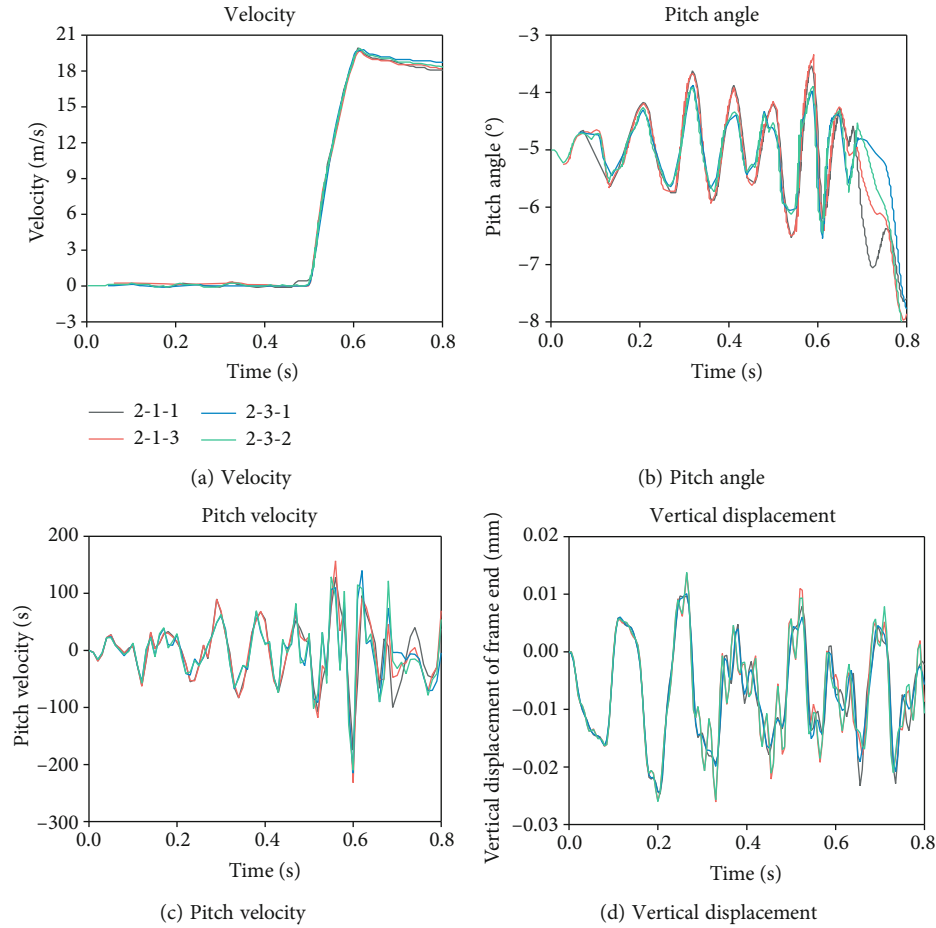 Velocity
21
18
15
12
9
6
3
0
−3
Velocity (m/s)
0.0 0.2 0.4 0.6 0.8
Time (s)
2-1-1 2-3-1
2-1-3 2-3-2
(a) Velocity
Pitch angle
−3
−4
−5
−6
−7
−8
Pitch angle (°)
0.0 0.2 0.4 0.6 0.8
Time (s)
(b) Pitch angle
Pitch velocity
200
100
0
−100
−200
−300
Pitch velocity (s)
0.0 0.2 0.4 0.6 0.8
Time (s)
(c) Pitch velocity
Vertical displacement
0.02
0.01
0.00
−0.01
−0.02
−0.03
Vertical displacement of frame end (mm)
0.0 0.2 0.4 0.6 0.8
Time (s)
(d) Vertical displacement